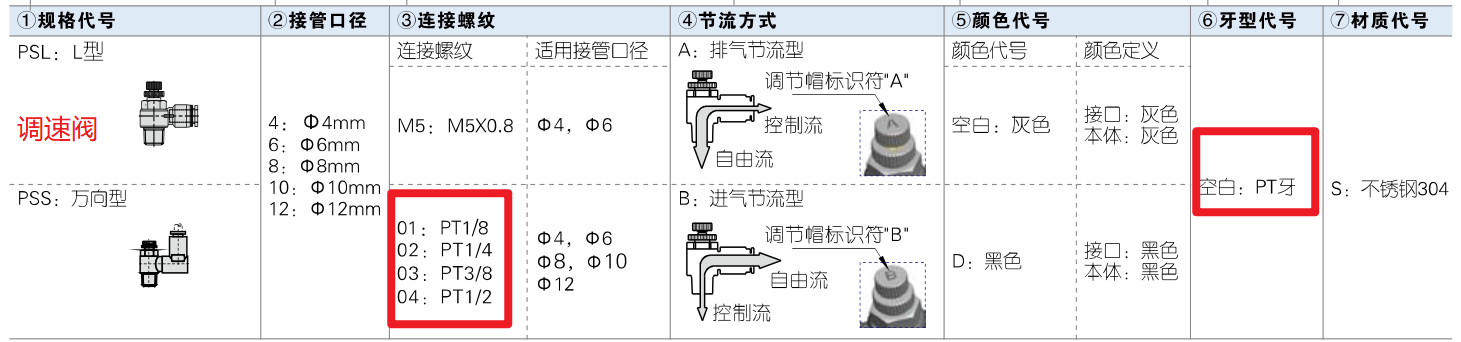 ①规格代号 ②接管口径 ③连接螺纹 ④节流方式 ⑤颜色代号 ⑥牙型代号 ⑦材质代号
PSL：L型
调速阀
PSS：万向型
4：Φ4mm
6：Φ6mm
8：Φ8mm
10：Φ10mm
12：Φ12mm
连接螺纹 适用接管口径
M5：M5X0.8 Φ4，Φ6
01：PT1/8
02：PT1/4
03：PT3/8
04：PT1/2
Φ4，Φ6
Φ8，Φ10
Φ12
A：排气节流型
调节帽标识符"A"
控制流
自由流
A
B：进气节流型
调节帽标识符"B"
自由流
控制流
B
颜色代号 颜色定义
空白：灰色
接口：灰色
本体：灰色
D：黑色
接口：黑色
本体：黑色
空白：PT牙
S：不锈钢304